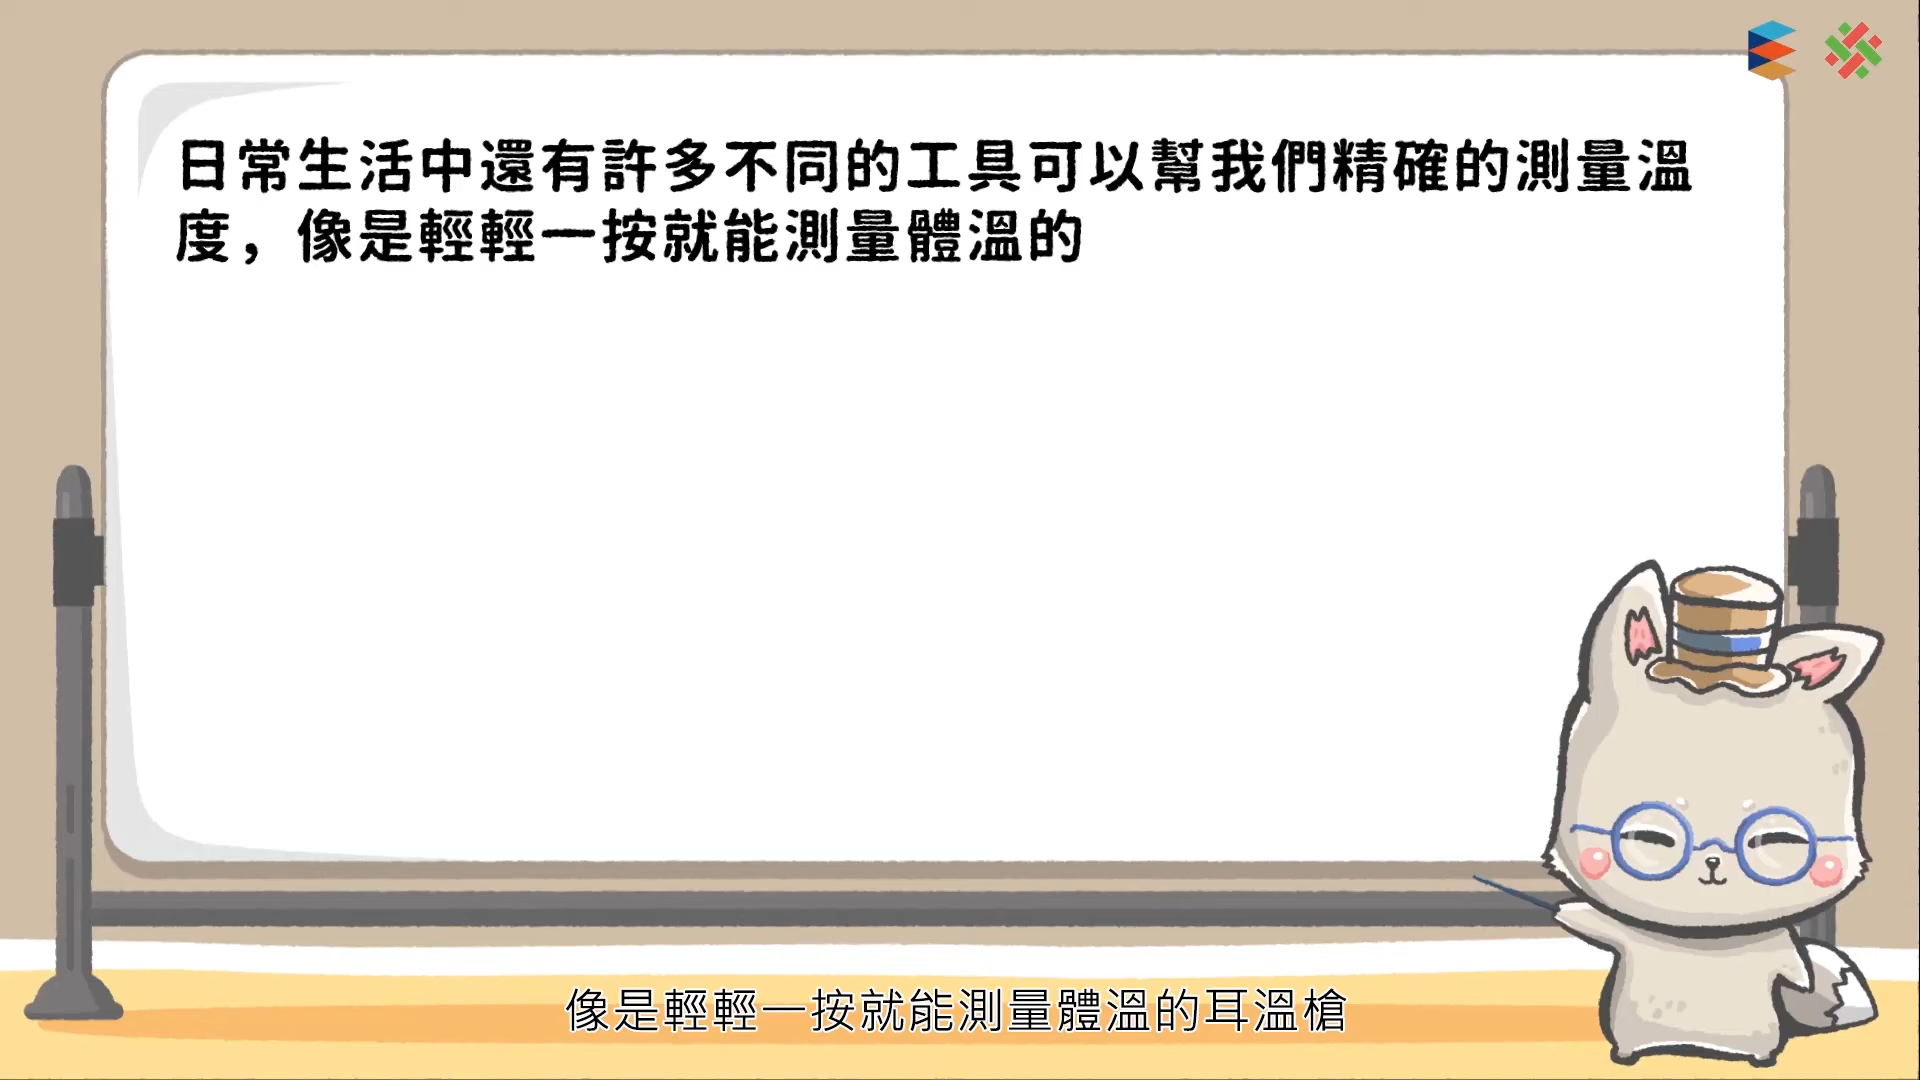 日常生活中還有許多不同的工具可以幫我們精確的測量溫
度，像是輕輕一按就能測量體溫的
像是輕輕一按就能測量體溫的耳溫槍